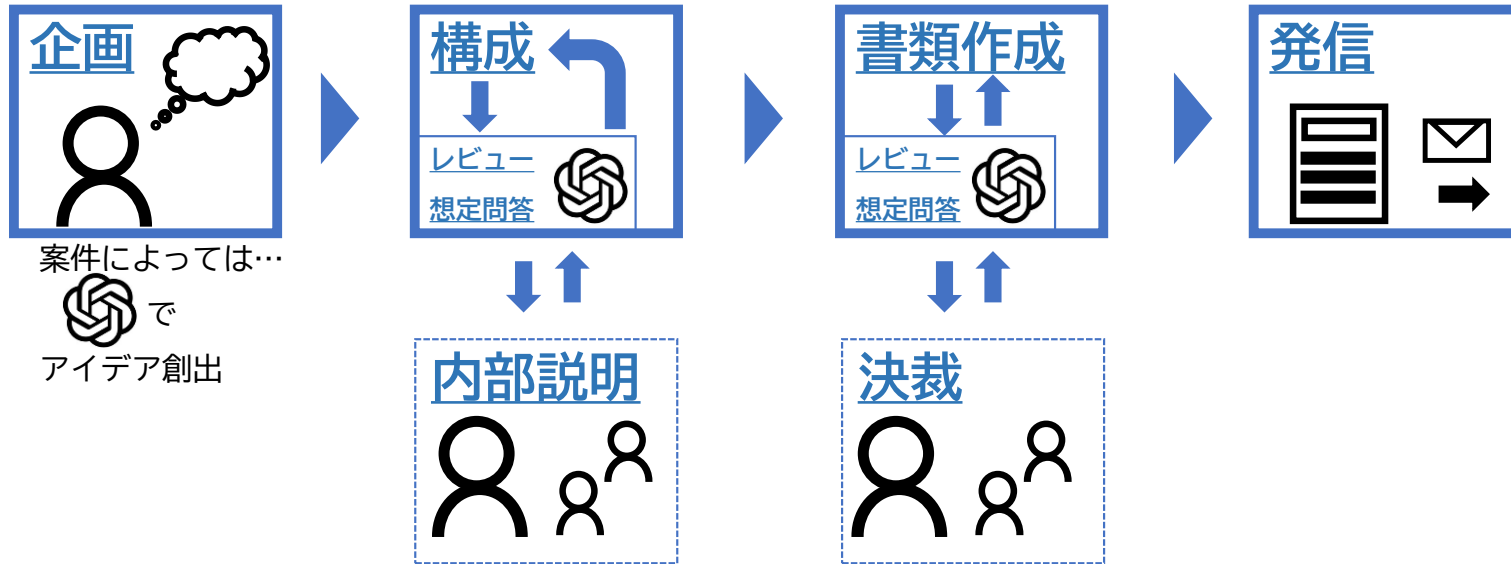 企画
案件によっては…
で
アイデア創出
構成
レビュー
想定問答
内部説明
書類作成
レビュー
想定問答
決裁
発信